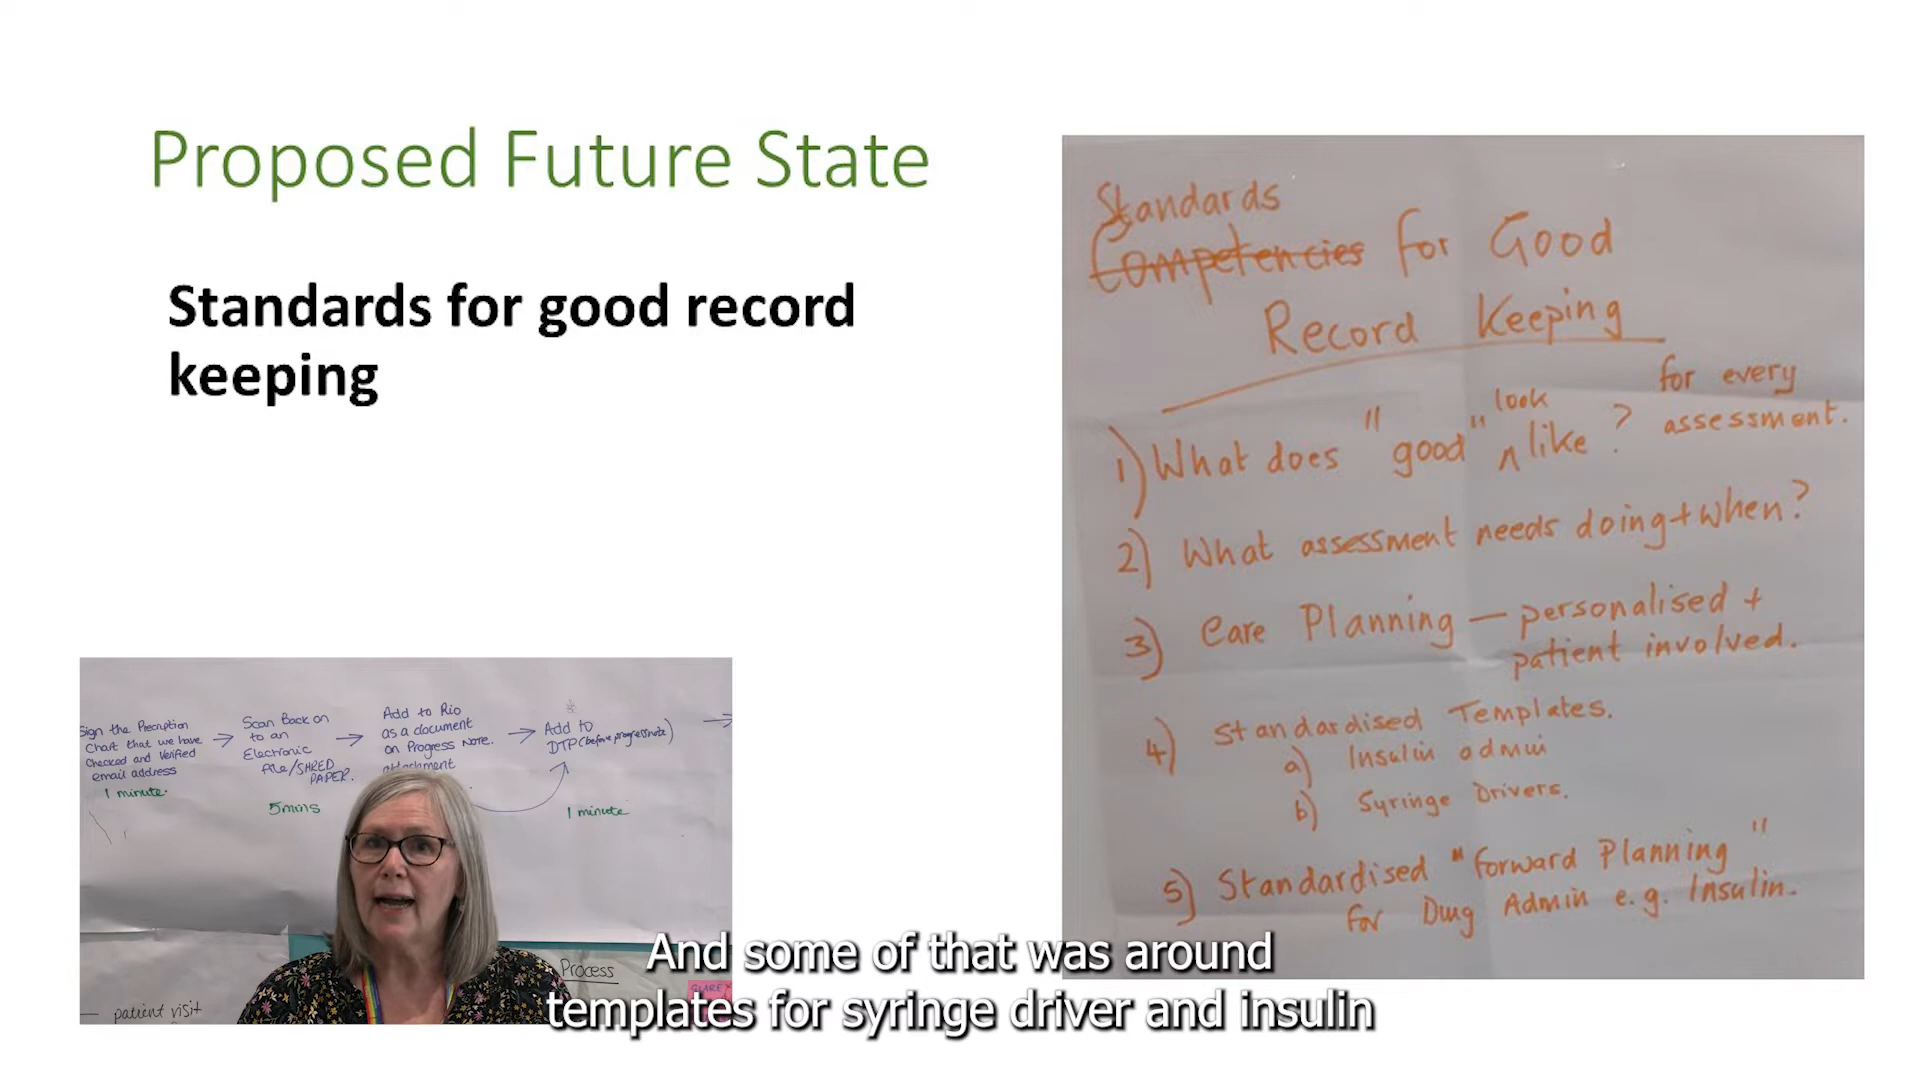 Proposed Future State
Standards for good record
keeping
Standards
Competencies for Good
Record Keeping
1) What does "good" look like? for every
assessment.
2) What assessment needs doing + when?
3) Care Planning — personalised +
patient involved.
4) Standardised Templates.
a) Insulin admin
b) Syringe Drivers.
5) Standardised "Forward Planning"
for Drug Admin e.g. Insulin.
Sign the Precription
Chart that we have
Checked and Verified
email address
1 minute.
Scan Back on
to an
Electronic
File/SHRED
PAPER.
5mins
Add to Rio
as a document
on Progress Note.
attachment
Add to
DTP (before progress note)
1 minute
Process
— patient visit
And some of that was around
templates for syringe driver and insulin